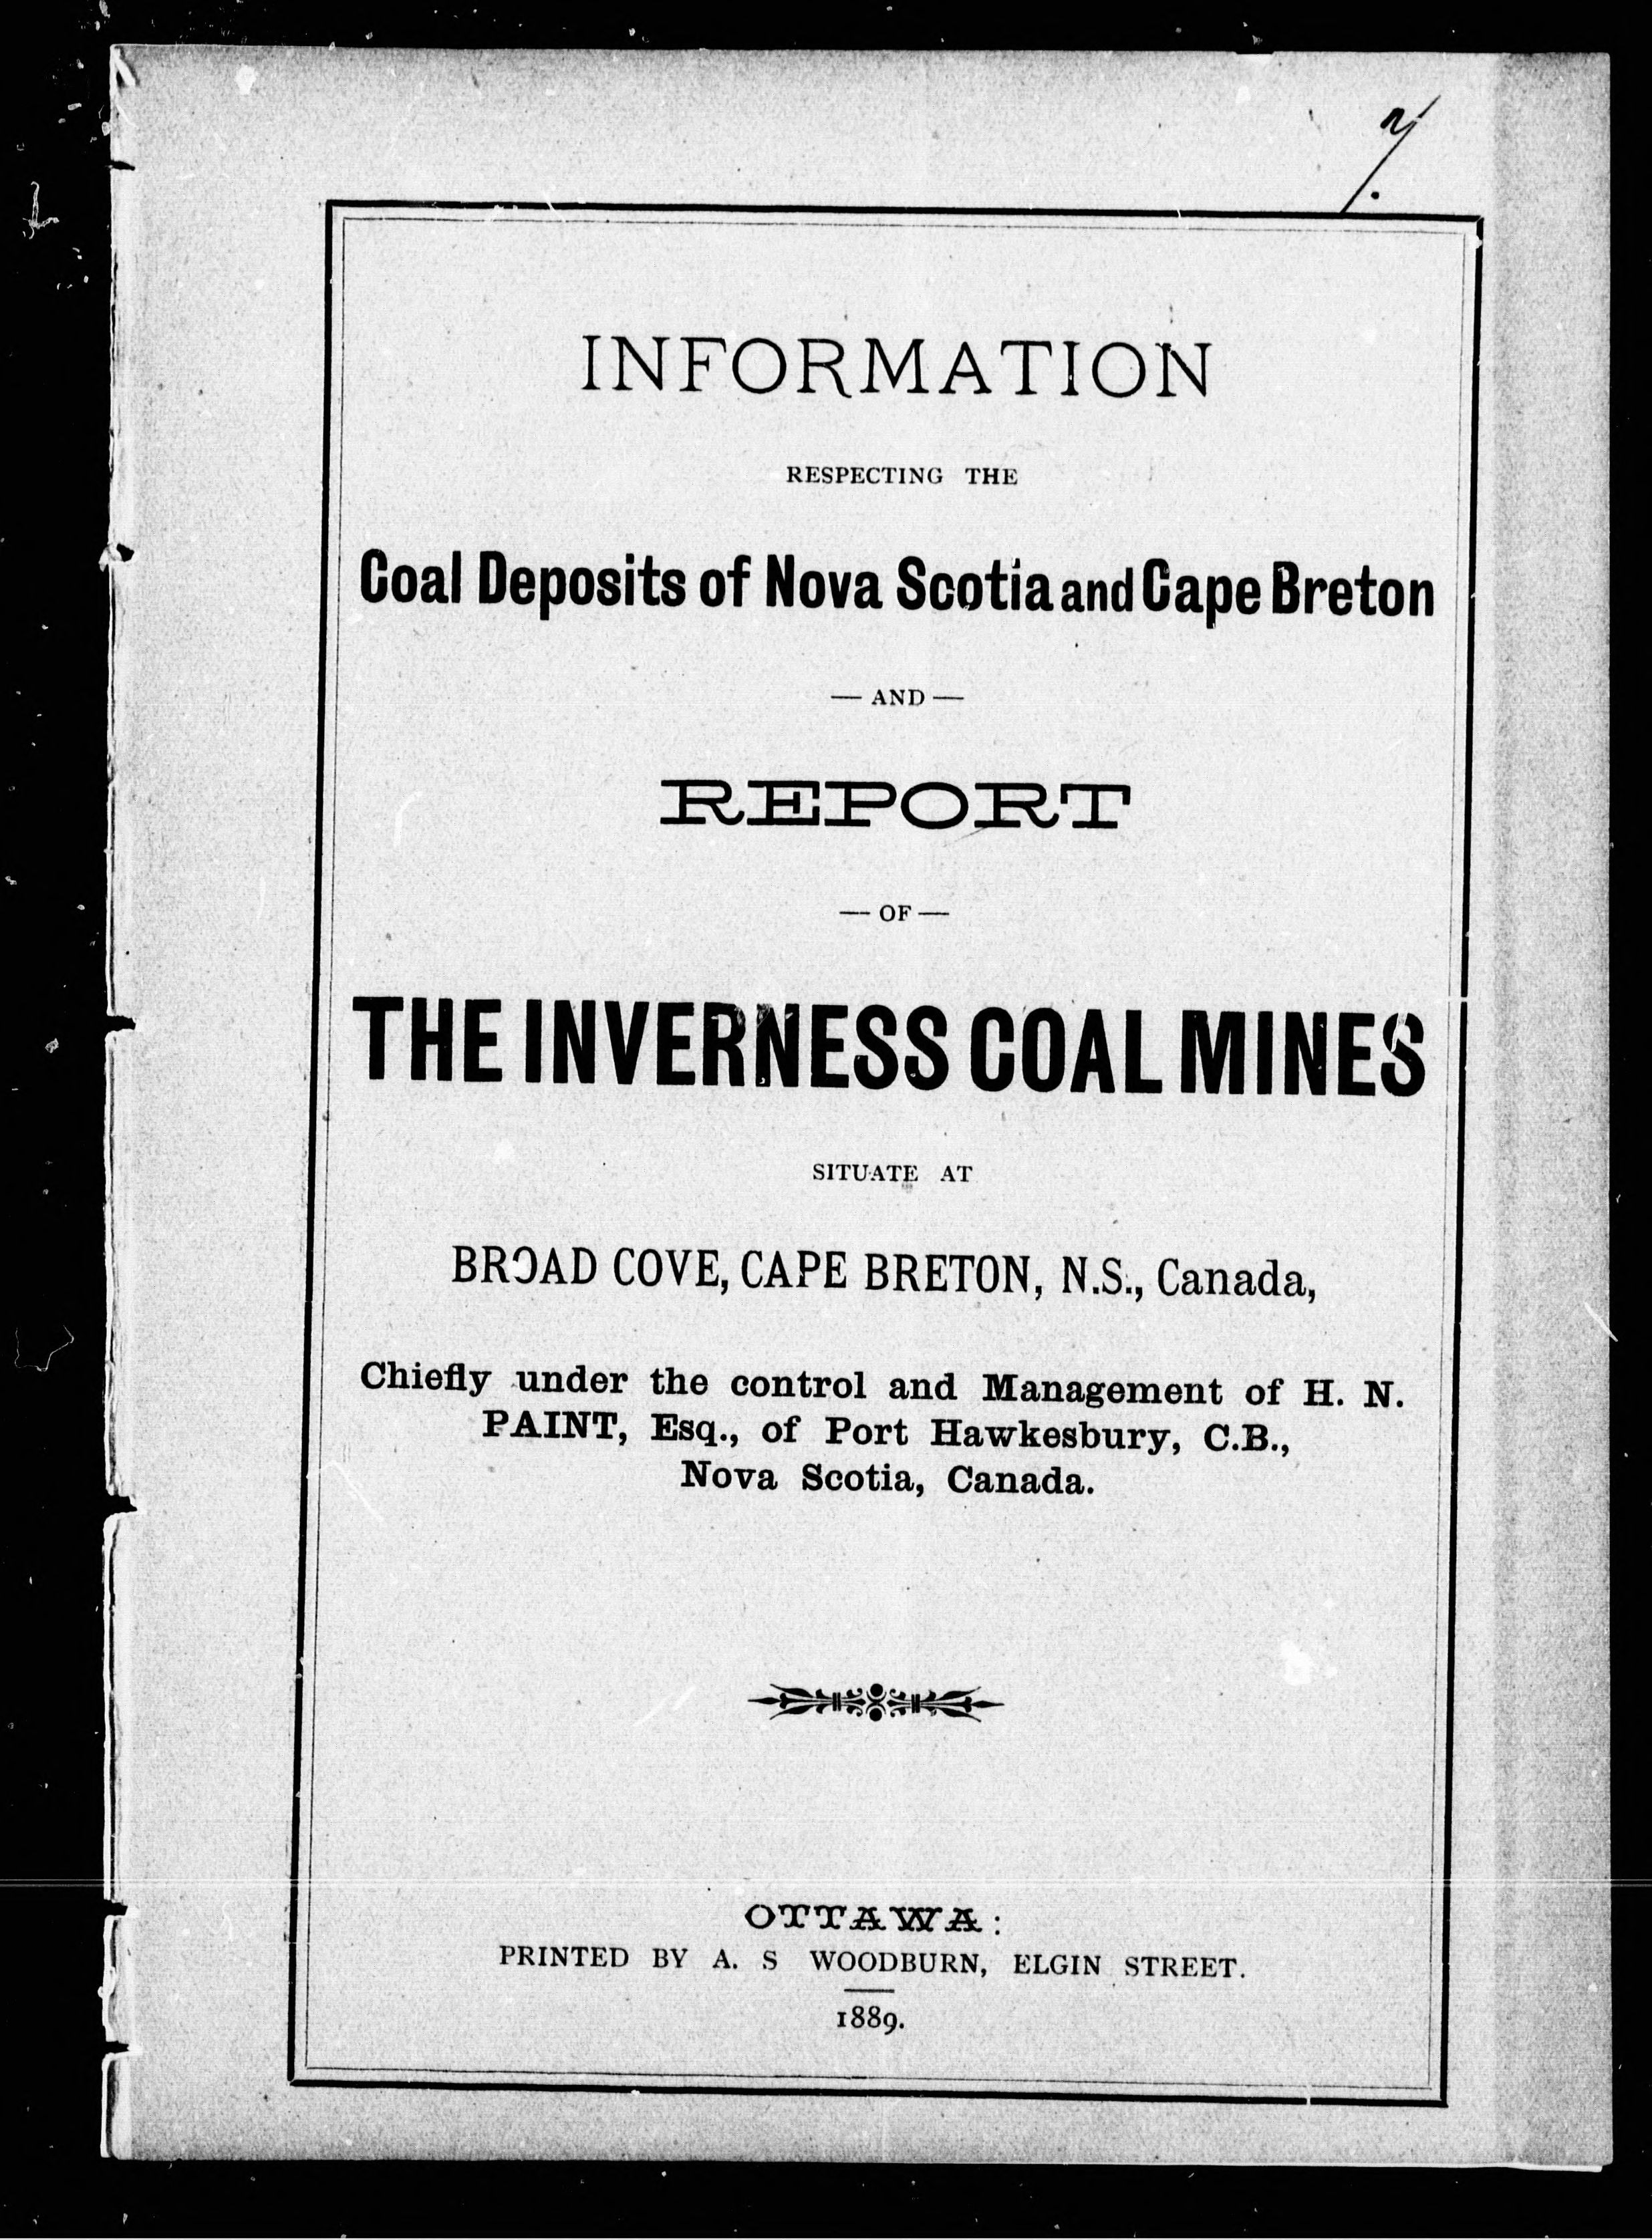 INFORMATION
RESPECTING THE
Coal Deposits of Nova Scotia and Cape Breton
— AND —
REPORT
— OF —
THE INVERNESS COAL MINES
SITUATE AT
BROAD COVE, CAPE BRETON, N.S., Canada,
Chiefly under the control and Management of H. N.
PAINT, Esq., of Port Hawkesbury, C.B.,
Nova Scotia, Canada.
OTTAWA:
PRINTED BY A. S WOODBURN, ELGIN STREET.
1889.